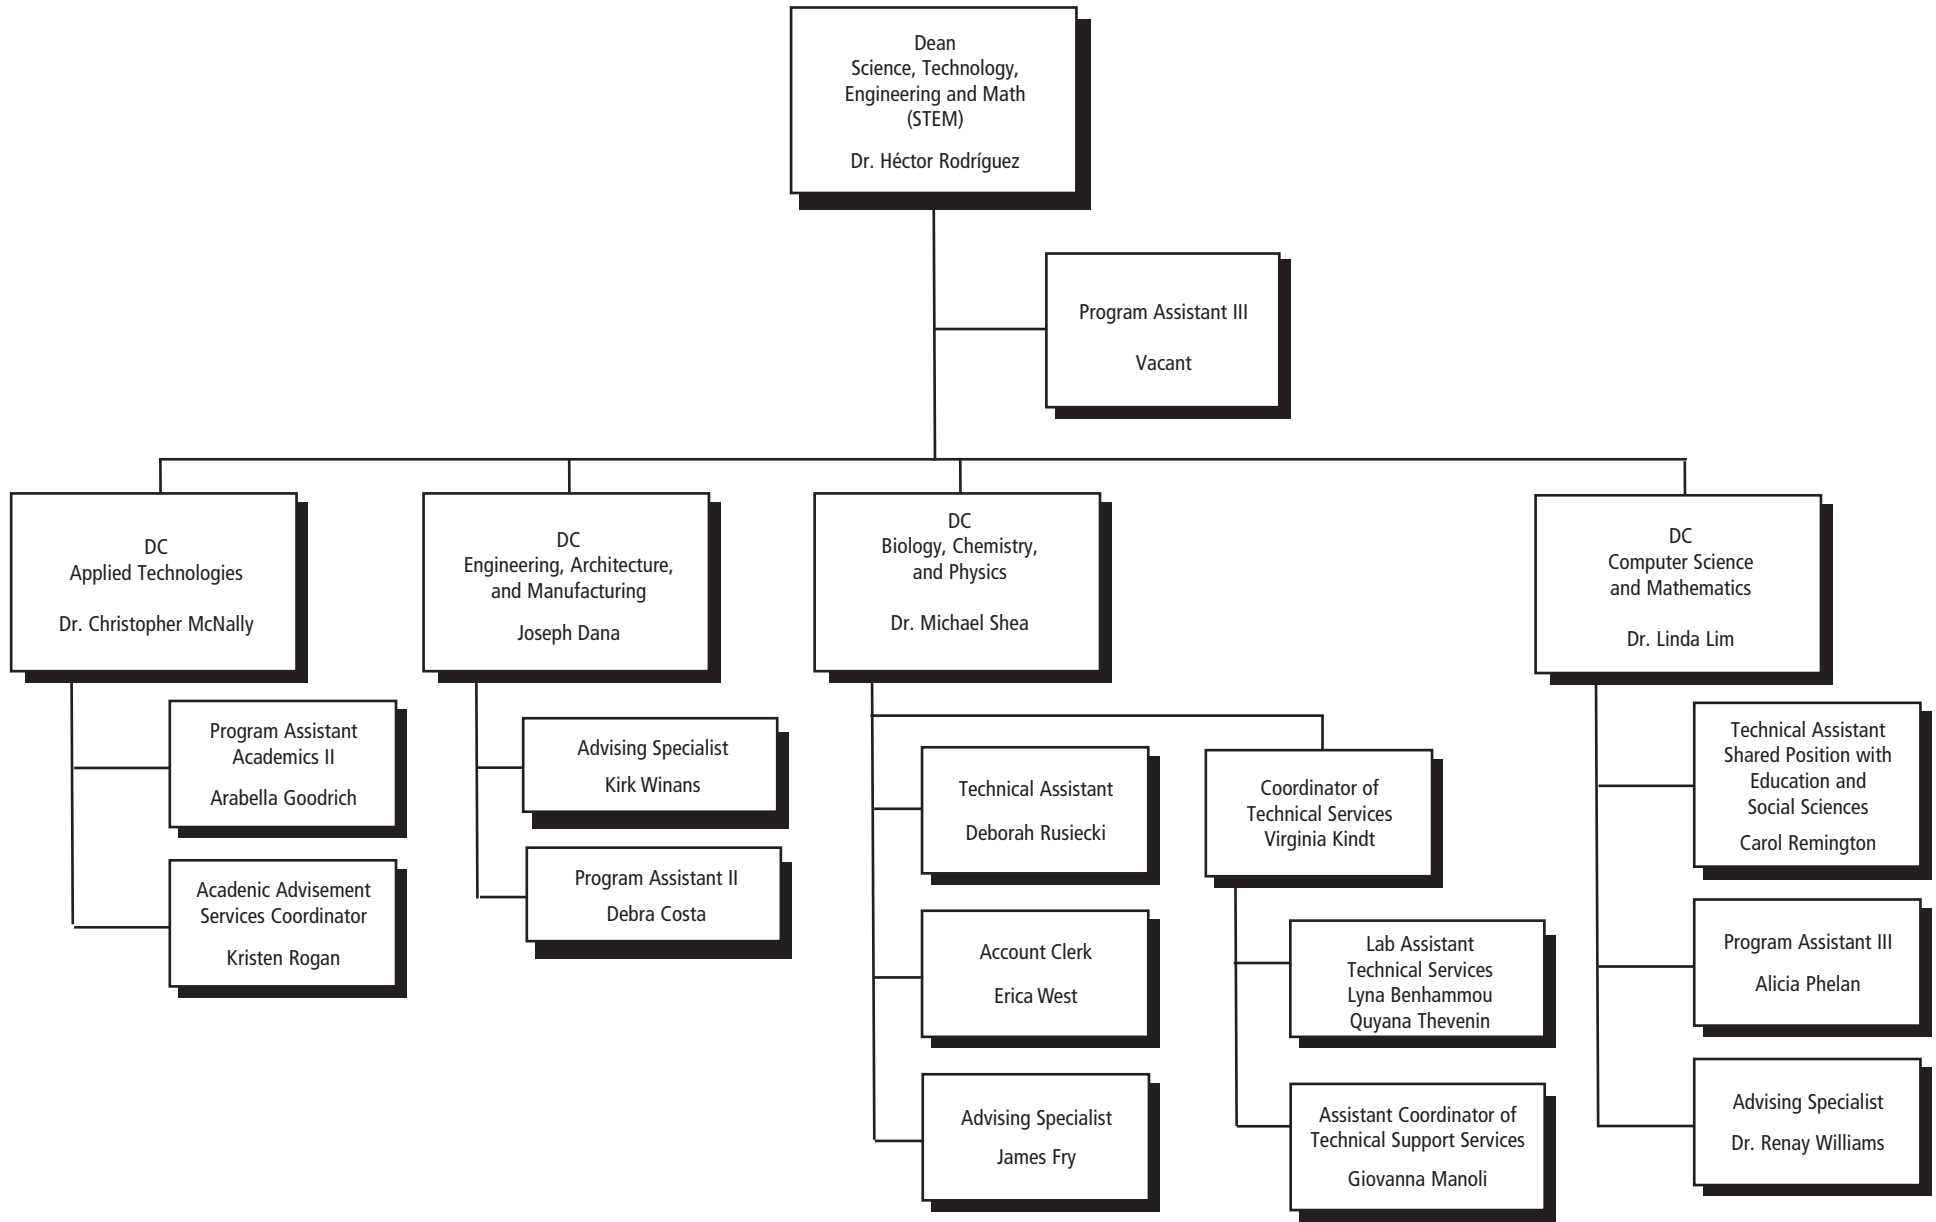 Dean
Science, Technology,
Engineering and Math
(STEM)
Dr. Héctor Rodríguez
Program Assistant III
Vacant
DC
Applied Technologies
Dr. Christopher McNally
Program Assistant
Academics II
Arabella Goodrich
Acadenic Advisement
Services Coordinator
Kristen Rogan
DC
Engineering, Architecture,
and Manufacturing
Joseph Dana
Advising Specialist
Kirk Winans
Program Assistant II
Debra Costa
DC
Biology, Chemistry,
and Physics
Dr. Michael Shea
Technical Assistant
Deborah Rusiecki
Account Clerk
Erica West
Advising Specialist
James Fry
Coordinator of
Technical Services
Virginia Kindt
Lab Assistant
Technical Services
Lyna Benhammou
Quyana Thevenin
Assistant Coordinator of
Technical Support Services
Giovanna Manoli
DC
Computer Science
and Mathematics
Dr. Linda Lim
Technical Assistant
Shared Position with
Education and
Social Sciences
Carol Remington
Program Assistant III
Alicia Phelan
Advising Specialist
Dr. Renay Williams